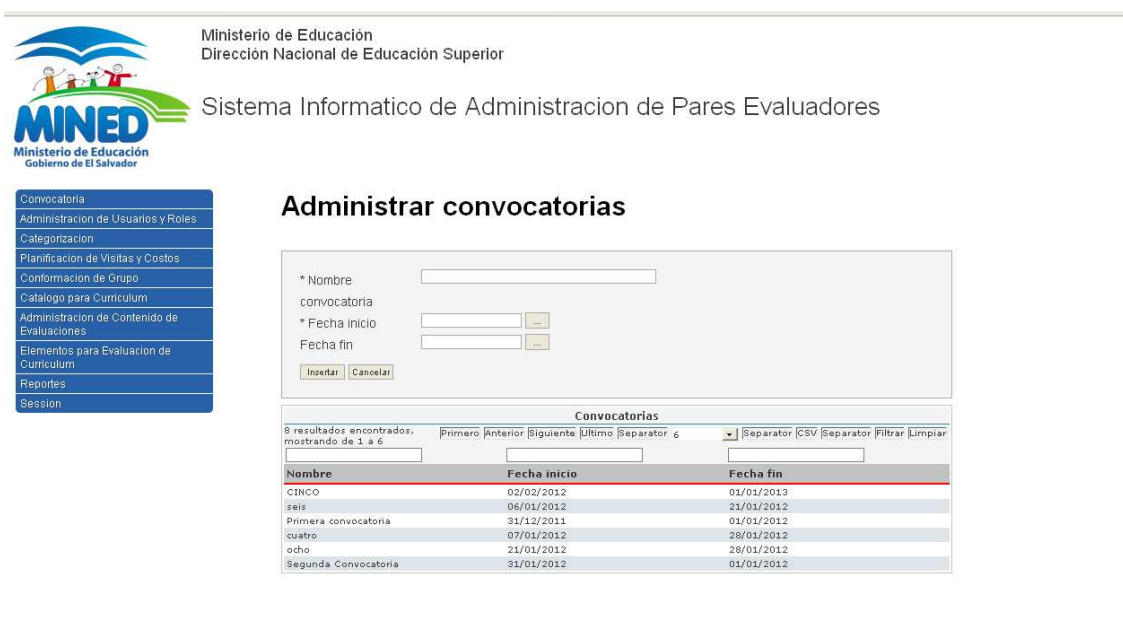 Ministerio de Educación
Dirección Nacional de Educación Superior
Sistema Informatico de Administracion de Pares Evaluadores
MINED
Ministerio de Educación
Gobierno de El Salvador
Convocatoria
Administracion de Usuarios y Roles
Categorizacion
Planificacion de Visitas y Costos
Conformacion de Grupo
Catalogo para Curriculum
Administracion de Contenido de
Evaluaciones
Elementos para Evaluacion de
Curriculum
Reportes
Session
Administrar convocatorias
* Nombre
convocatoria
* Fecha inicio ...
Fecha fin ...
Insertar Cancelar
Convocatorias
8 resultados encontrados,
mostrando de 1 a 6
Primero Anterior Siguiente Ultimo Separator 6 Separator CSV Separator Filtrar Limpiar
Nombre Fecha inicio Fecha fin
CINCO 02/02/2012 01/01/2013
seis 06/01/2012 21/01/2012
Primera convocatoria 31/12/2011 01/01/2012
cuatro 07/01/2012 28/01/2012
ocho 21/01/2012 28/01/2012
Segunda Convocatoria 31/01/2012 01/01/2012